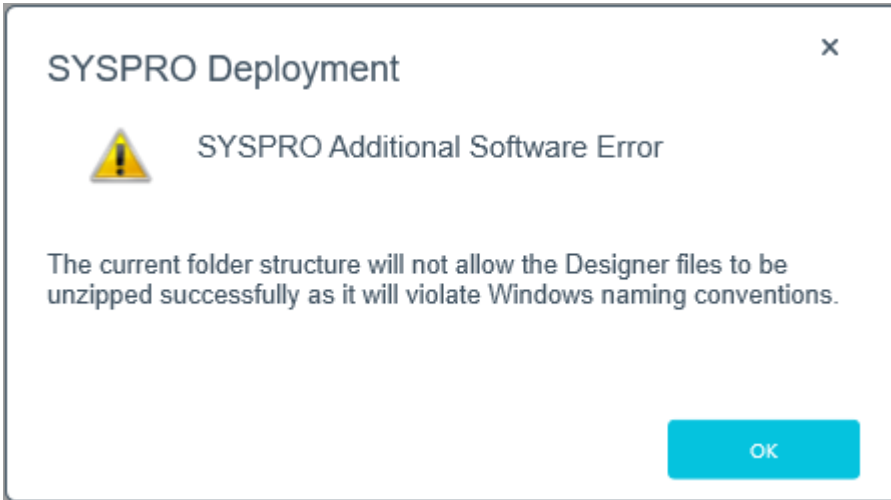 SYSPRO Deployment
SYSPRO Additional Software Error
The current folder structure will not allow the Designer files to be
unzipped successfully as it will violate Windows naming conventions.
OK